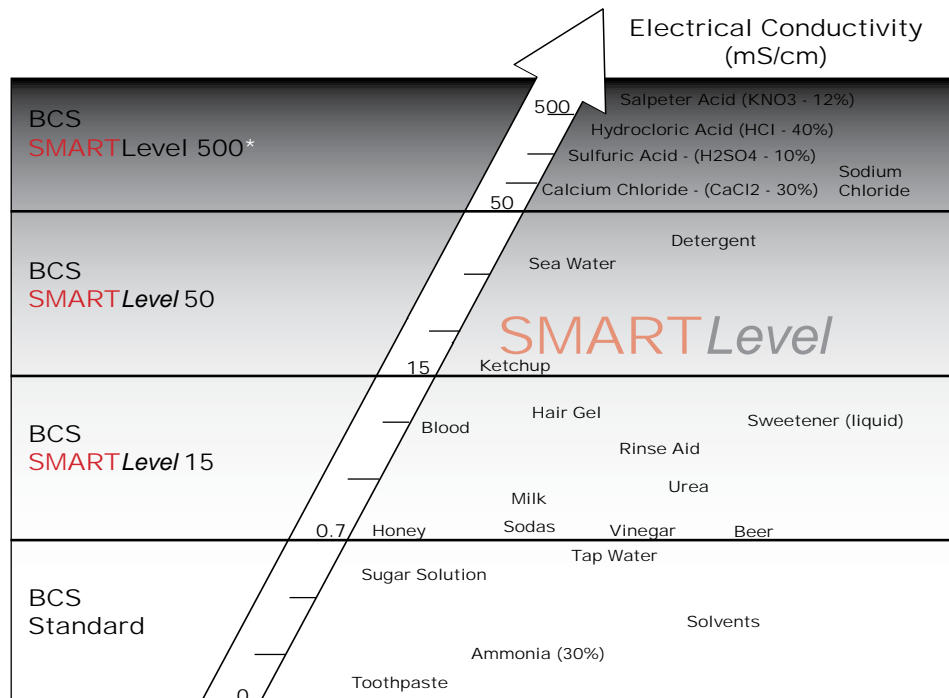 Electrical Conductivity
(mS/cm)
BCS
SMARTLevel 500*
500
Salpeter Acid (KNO3 - 12%)
Hydrocloric Acid (HCl - 40%)
Sulfuric Acid - (H2SO4 - 10%)
Sodium
Chloride
Calcium Chloride - (CaCl2 - 30%)
50
BCS
SMARTLevel 50
Detergent
Sea Water
SMARTLevel
15
Ketchup
BCS
SMARTLevel 15
Hair Gel
Blood
Sweetener (liquid)
Rinse Aid
Urea
Milk
0.7
Honey
Sodas
Vinegar
Beer
BCS
Standard
Tap Water
Sugar Solution
Solvents
Ammonia (30%)
Toothpaste
0